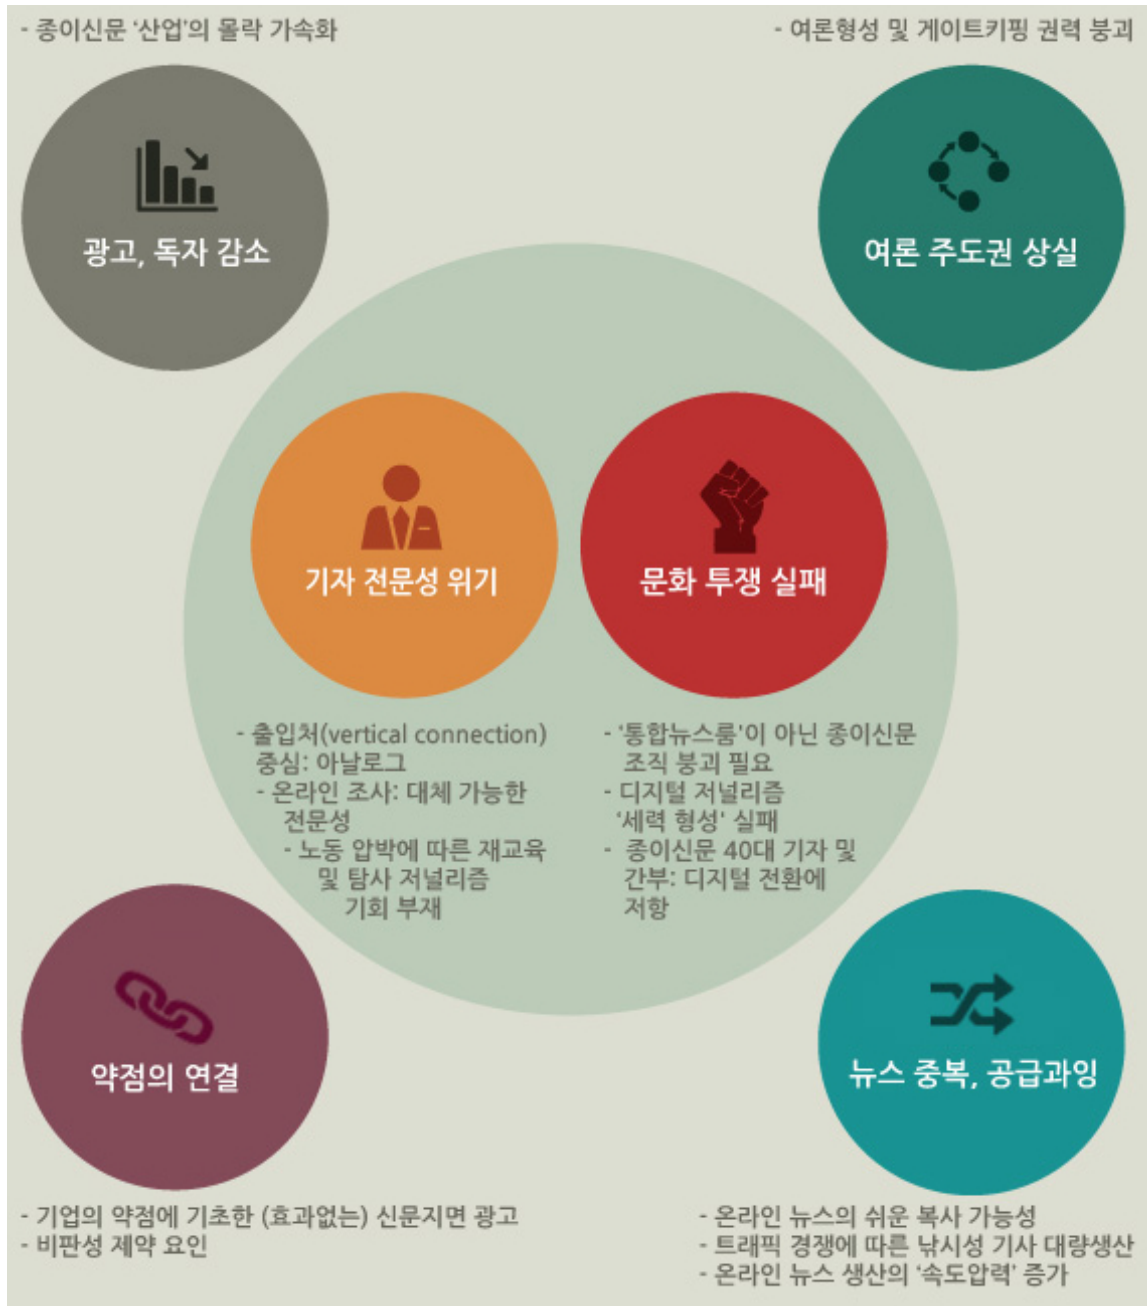 - 종이신문 ‘산업’의 몰락 가속화
- 여론형성 및 게이트키핑 권력 붕괴
광고, 독자 감소
여론 주도권 상실
기자 전문성 위기
문화 투쟁 실패
- 출입처(vertical connection)
중심: 아날로그
- 온라인 조사: 대체 가능한
전문성
- 노동 압박에 따른 재교육
및 탐사 저널리즘
기회 부재
- ‘통합뉴스룸'이 아닌 종이신문
조직 붕괴 필요
- 디지털 저널리즘
‘세력 형성' 실패
- 종이신문 40대 기자 및
간부: 디지털 전환에
저항
약점의 연결
뉴스 중복, 공급과잉
- 기업의 약점에 기초한 (효과없는) 신문지면 광고
- 비판성 제약 요인
- 온라인 뉴스의 쉬운 복사 가능성
- 트래픽 경쟁에 따른 낚시성 기사 대량생산
- 온라인 뉴스 생산의 ‘속도압력’ 증가